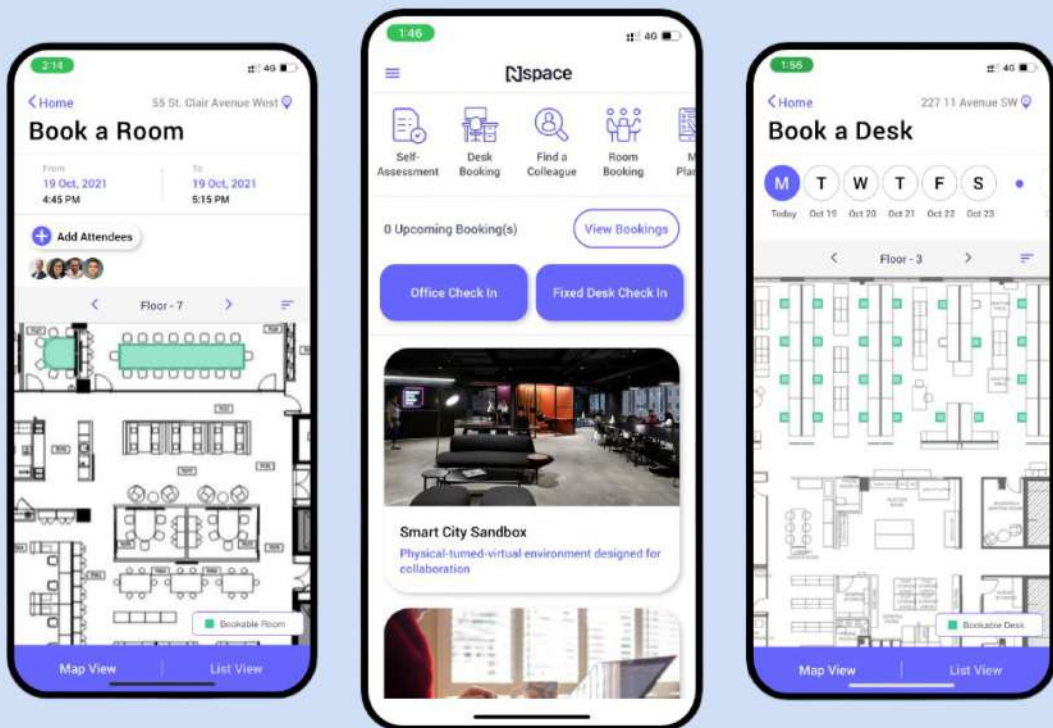 2:14
4G
Home
55 St. Clair Avenue West
Book a Room
From
To
19 Oct, 2021
19 Oct, 2021
4:45 PM
5:15 PM
Add Attendees
Floor - 7
Bookable Room
Map View
List View
1:46
4G
Nspace
Self-
Assessment
Desk
Booking
Find a
Colleague
Room
Booking
0 Upcoming Booking(s)
View Bookings
Office Check In
Fixed Desk Check In
Smart City Sandbox
Physical-turned-virtual environment designed for
collaboration
1:56
4G
Home
227 11 Avenue SW
Book a Desk
M T W T F S
Today Oct 19 Oct 20 Oct 21 Oct 22 Oct 23
Floor - 3
Bookable Desk
Map View
List View